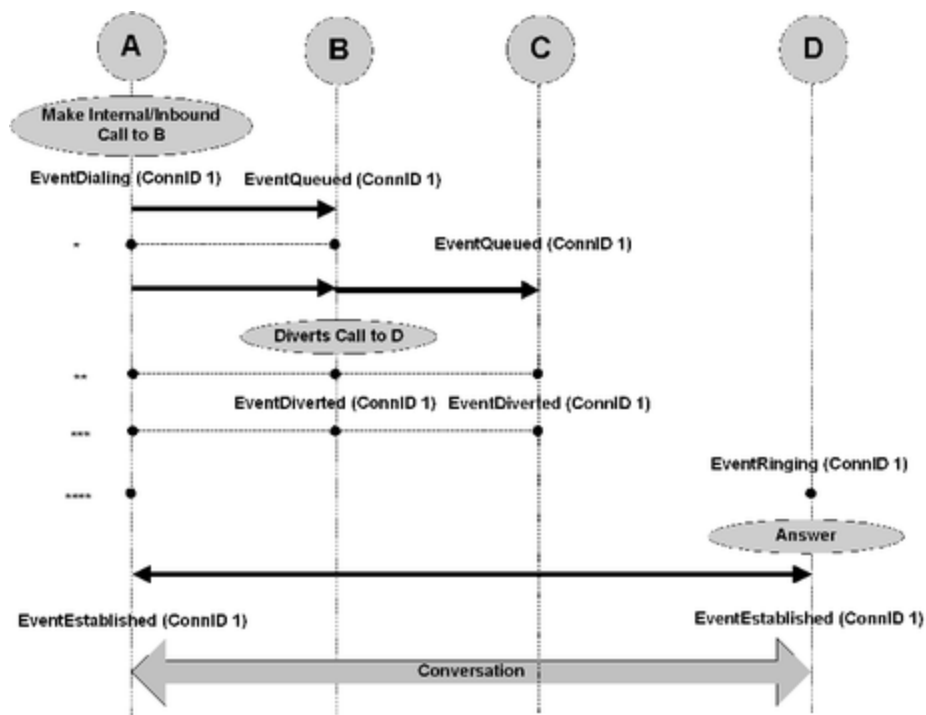 A B C D
Make Internal/Inbound
Call to B
EventDialing (ConnID 1) EventQueued (ConnID 1)
* EventQueued (ConnID 1)
Diverts Call to D
**
EventDiverted (ConnID 1) EventDiverted (ConnID 1)
***
EventRinging (ConnID 1)
****
Answer
EventEstablished (ConnID 1) EventEstablished (ConnID 1)
Conversation